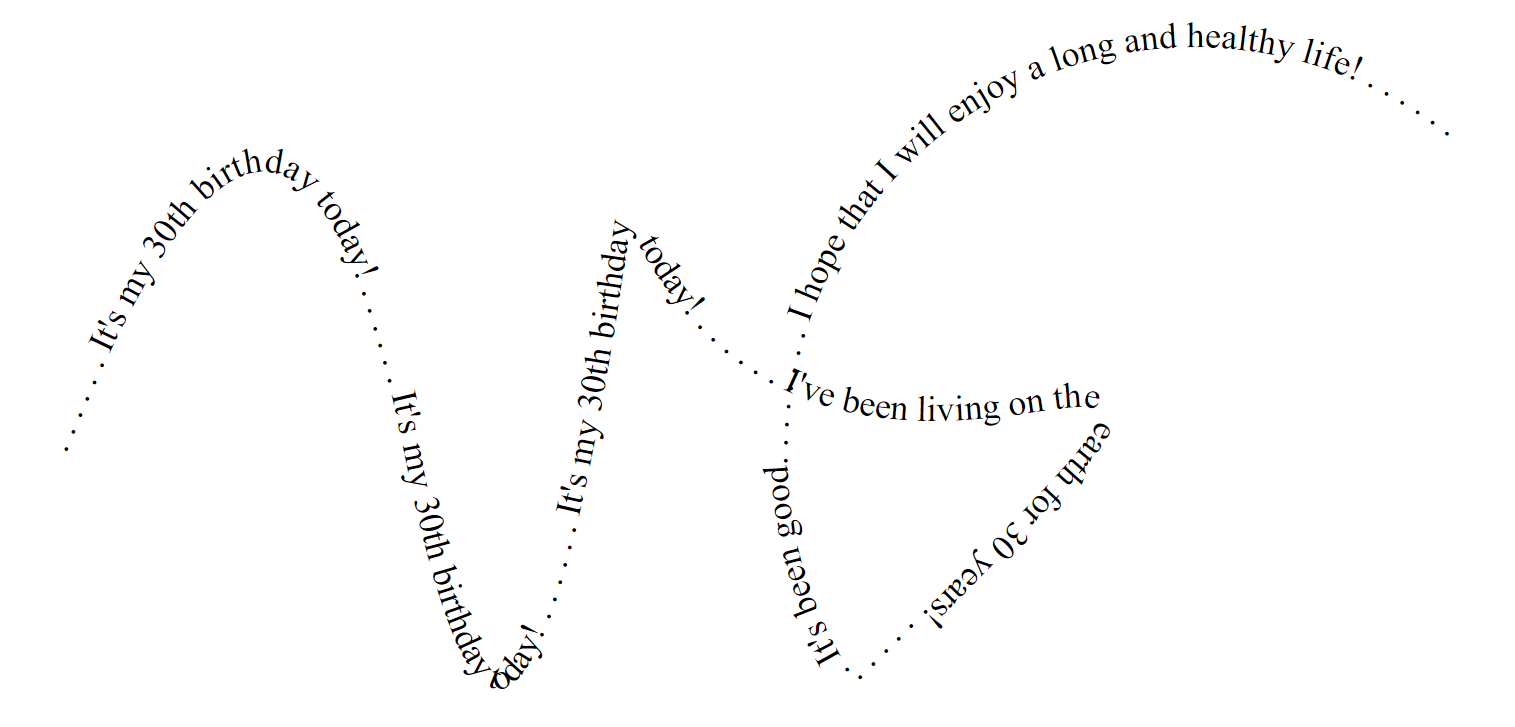 . . . . . . It's my 30th birthday today! . . . . . . It's my 30th birthday today! . . . . . . It's my 30th birthday today! . . . . . . I've been living on the earth for 30 years! . . . . . . It's been good. . . . . . . I hope that I will enjoy a long and healthy life! . . . . . .